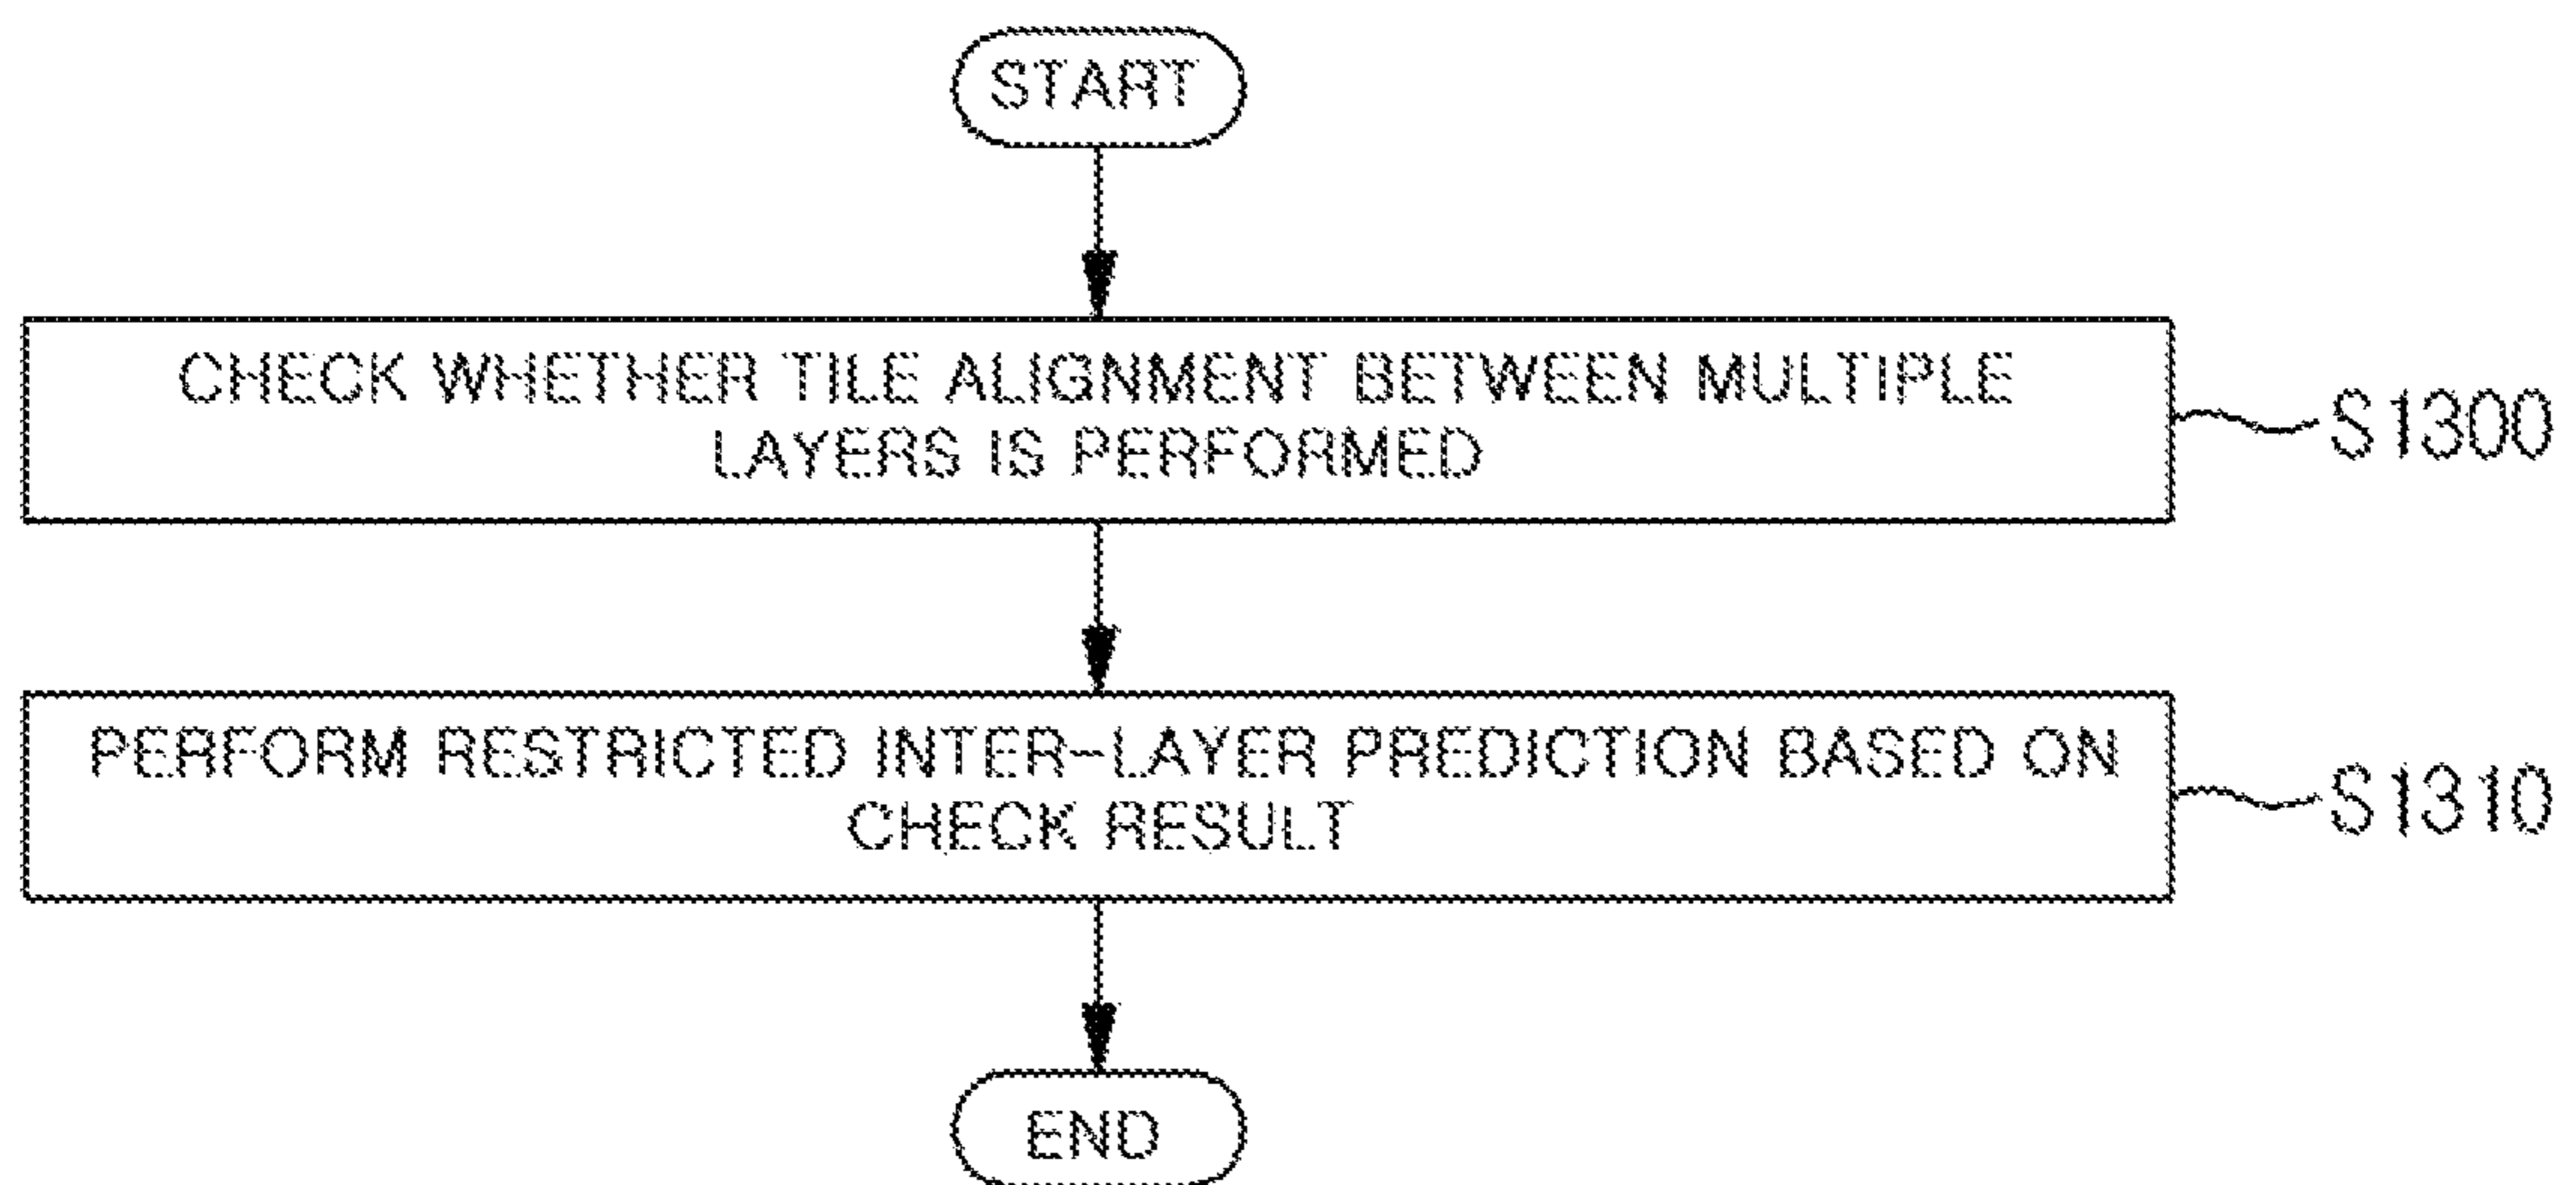 START
CHECK WHETHER TILE ALIGNMENT BETWEEN MULTIPLE
LAYERS IS PERFORMED
S1300
PERFORM RESTRICTED INTER-LAYER PREDICTION BASED ON
CHECK RESULT
S1310
END